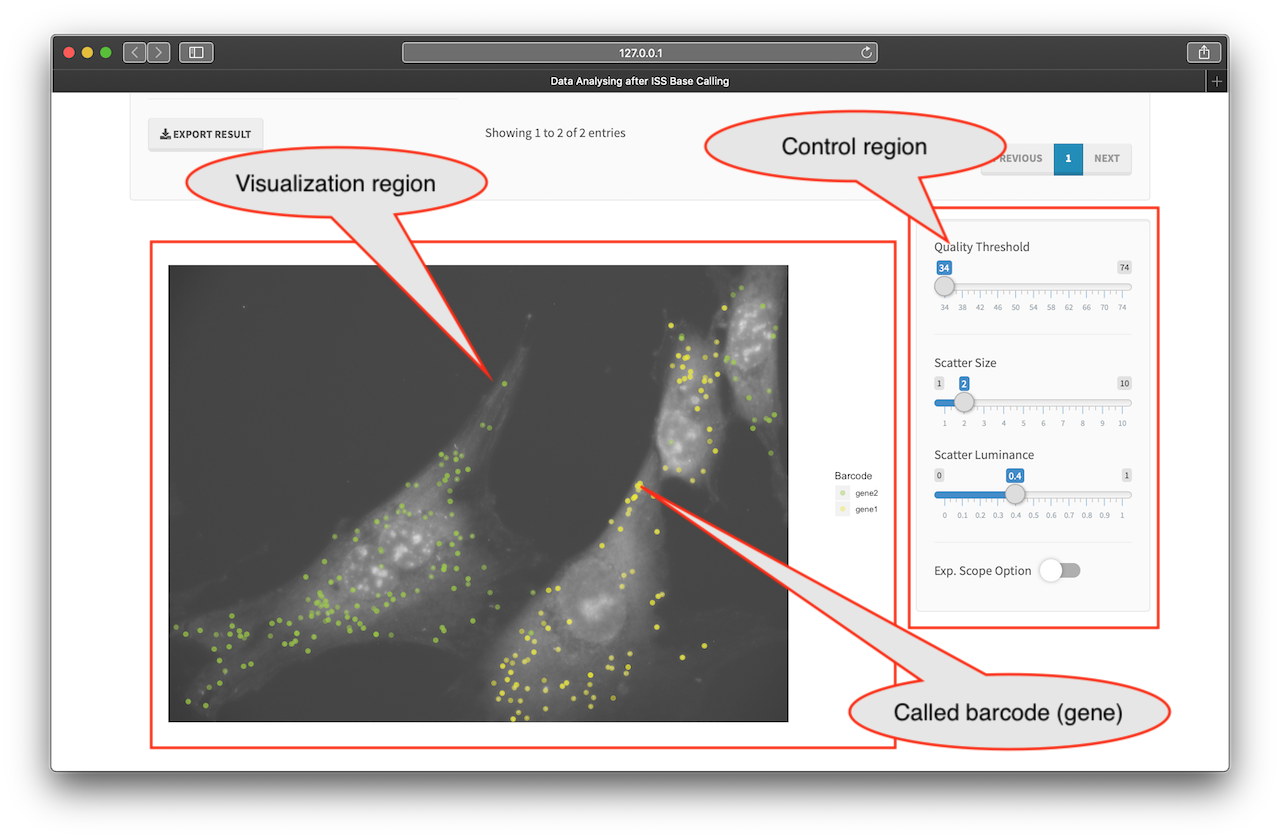 127.0.0.1
Data Analysing after ISS Base Calling
+
EXPORT RESULT
Showing 1 to 2 of 2 entries
REVIOUS 1 NEXT
Control region
Visualization region
Quality Threshold
34 74
34 38 42 46 50 54 58 62 66 70 74
Scatter Size
1 2 10
1 2 3 4 5 6 7 8 9 10
Scatter Luminance
0 0.4 1
0 0.1 0.2 0.3 0.4 0.5 0.6 0.7 0.8 0.9 1
Exp. Scope Option
Barcode
gene2
gene1
Called barcode (gene)